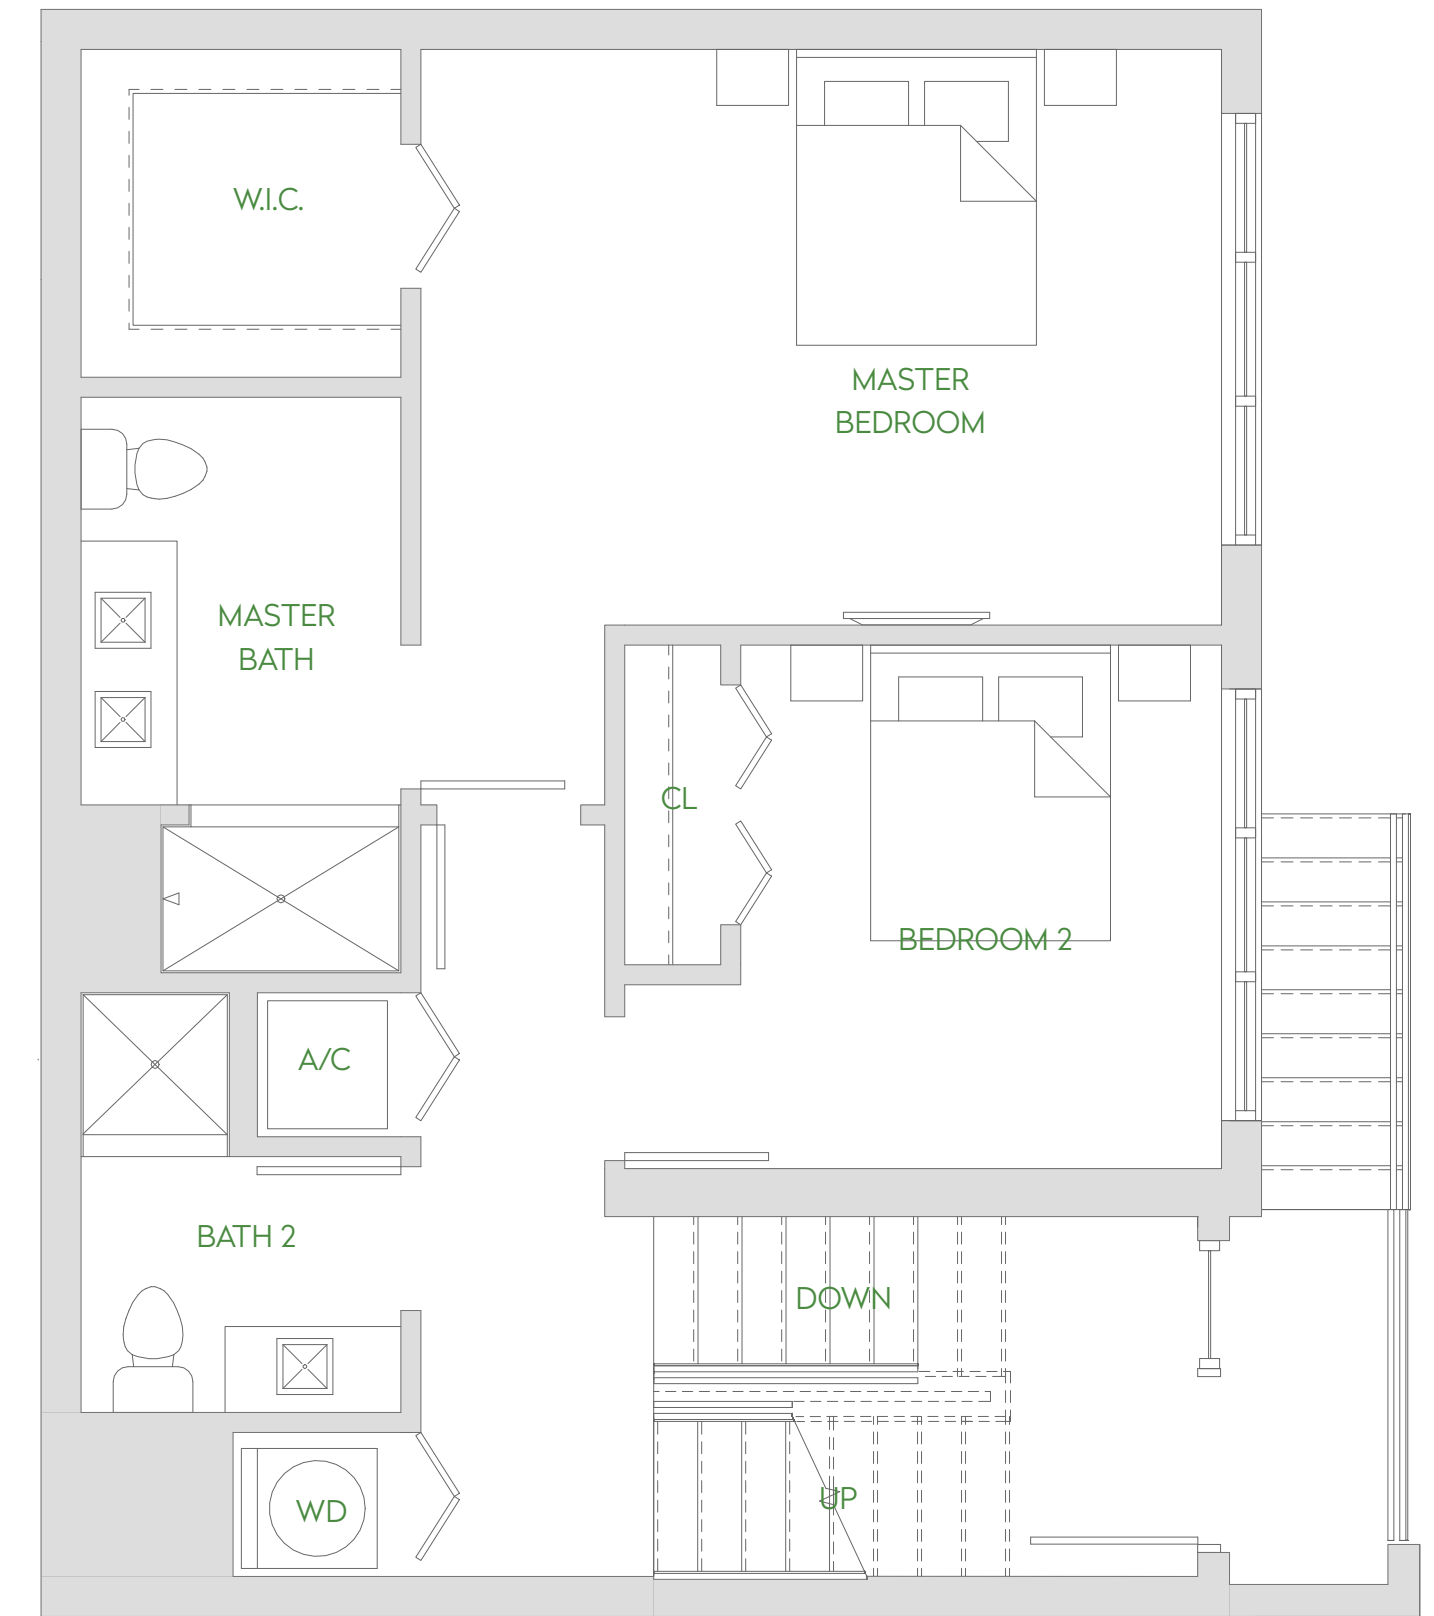 W.I.C.
MASTER
BEDROOM
MASTER
BATH
CL
BEDROOM 2
A/C
BATH 2
DOWN
UP
WD